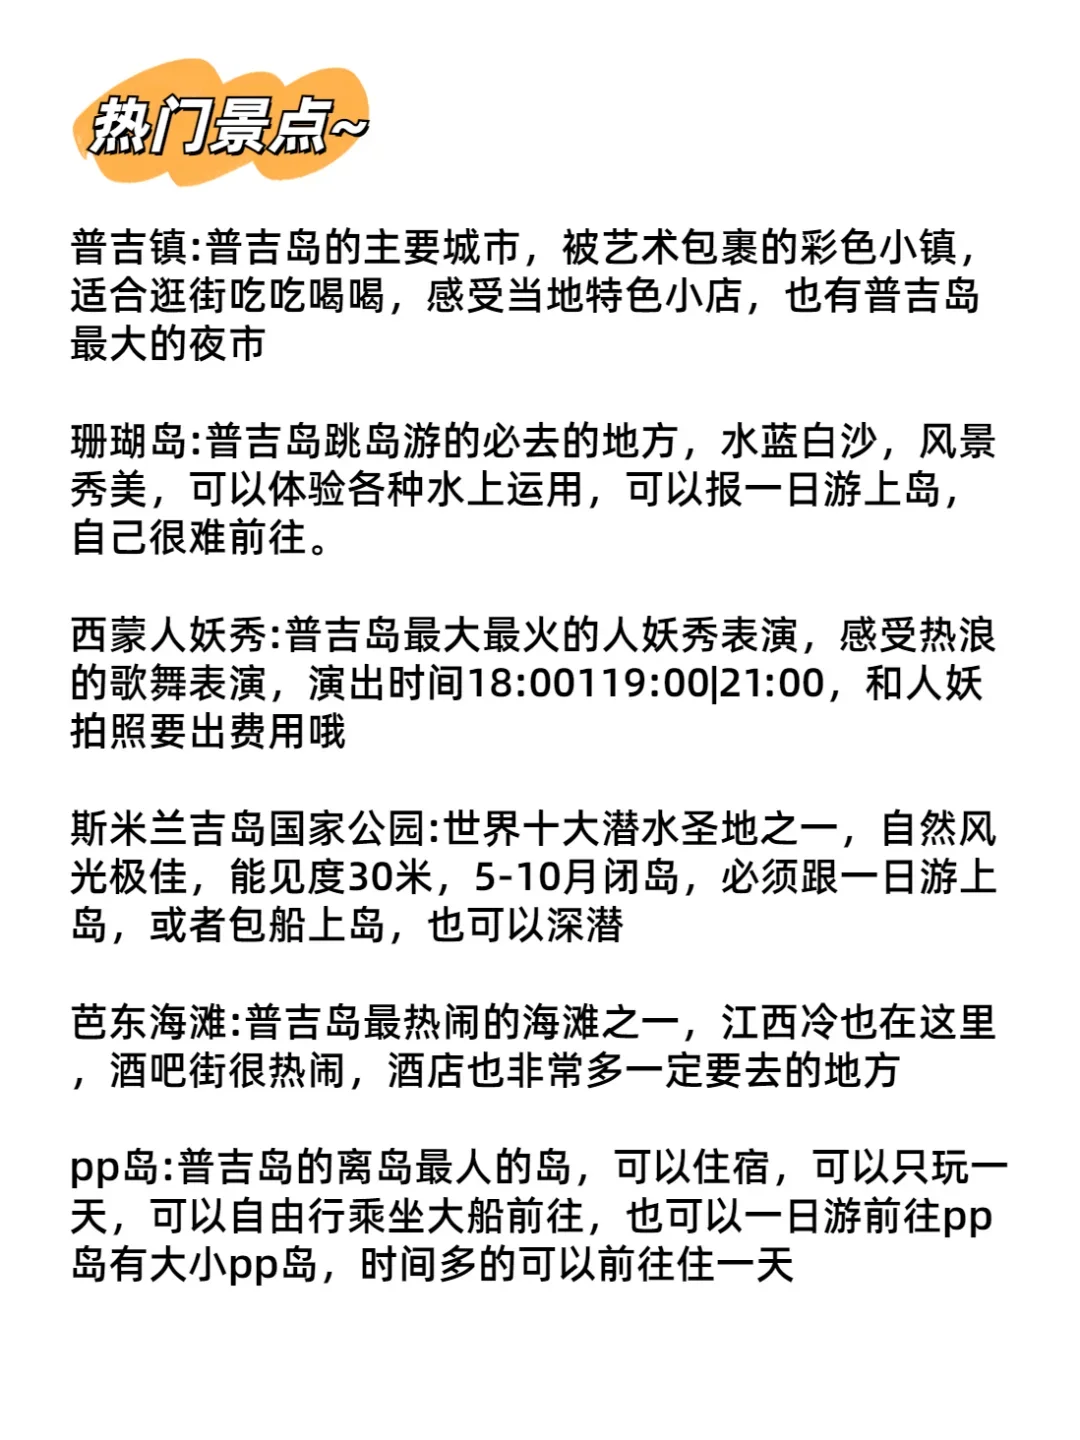 热门景点~
普吉镇:普吉岛的主要城市，被艺术包裹的彩色小镇，
适合逛街吃吃喝喝，感受当地特色小店，也有普吉岛
最大的夜市
珊瑚岛:普吉岛跳岛游的必去的地方，水蓝白沙，风景
秀美，可以体验各种水上运用，可以报一日游上岛，
自己很难前往。
西蒙人妖秀:普吉岛最大最火的人妖秀表演，感受热浪
的歌舞表演，演出时间18:00119:00|21:00，和人妖
拍照要出费用哦
斯米兰吉岛国家公园:世界十大潜水圣地之一，自然风
光极佳，能见度30米，5-10月闭岛，必须跟一日游上
岛，或者包船上岛，也可以深潜
芭东海滩:普吉岛最热闹的海滩之一，江西冷也在这里
，酒吧街很热闹，酒店也非常多一定要去的地方
pp岛:普吉岛的离岛最人的岛，可以住宿，可以只玩一
天，可以自由行乘坐大船前往，也可以一日游前往pp
岛有大小pp岛，时间多的可以前往住一天